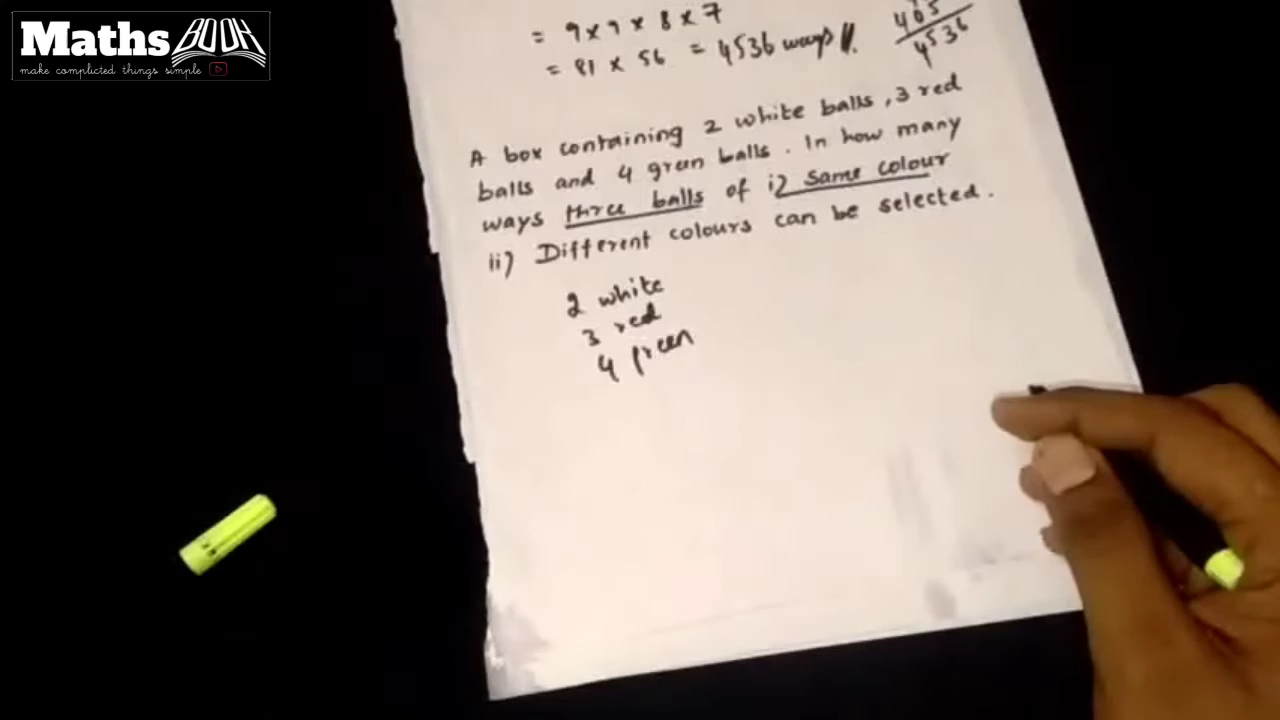 Maths BOOK
make complicted things simple
= 9 x 9 x 8 x 7
= 81 x 56 = 4536 ways //.
405
4536
A box containing 2 white balls, 3 red
balls and 4 green balls. In how many
ways three balls of i) same colour
ii) Different colours can be selected.
2 white
3 red
4 green